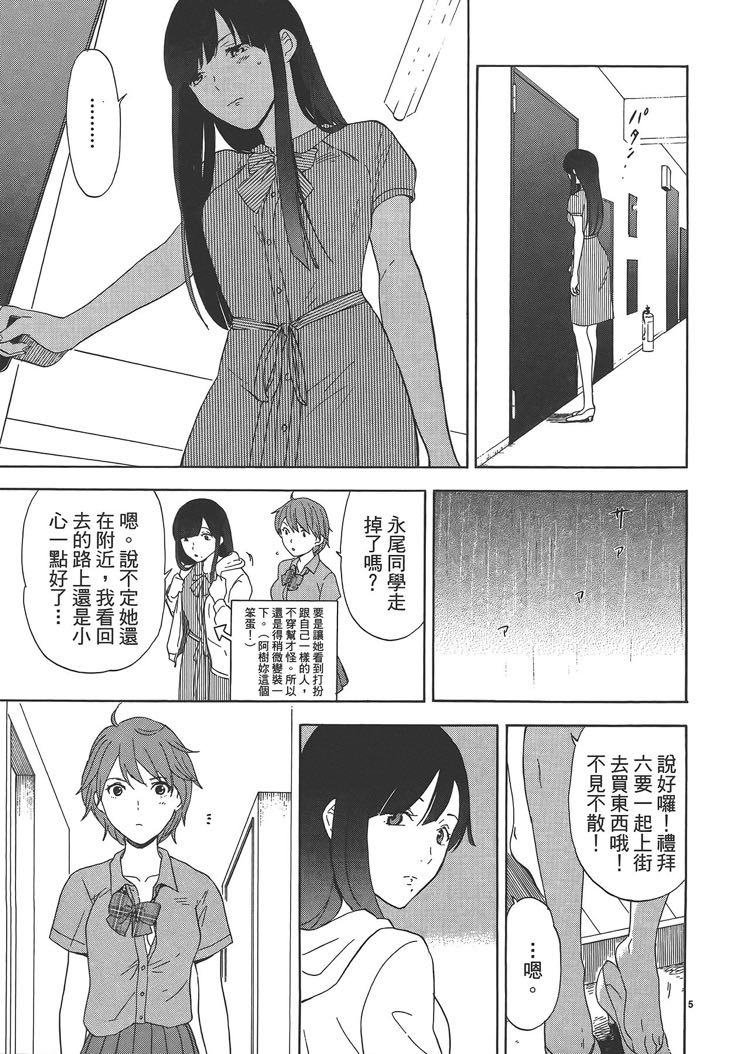 パタン
………
サァァ
永尾同學走
掉了嗎？
要是讓她看到打扮
跟自己一樣的人，
不穿幫才怪。所以
還是得稍微變裝一
下。（阿樹妳這個
笨蛋！）
嗯。說不定她還
在附近，我看回
去的路上還是小
心一點好了…
說好囉！禮拜
六要一起上街
去買東西哦！
不見不散！
…嗯。
5